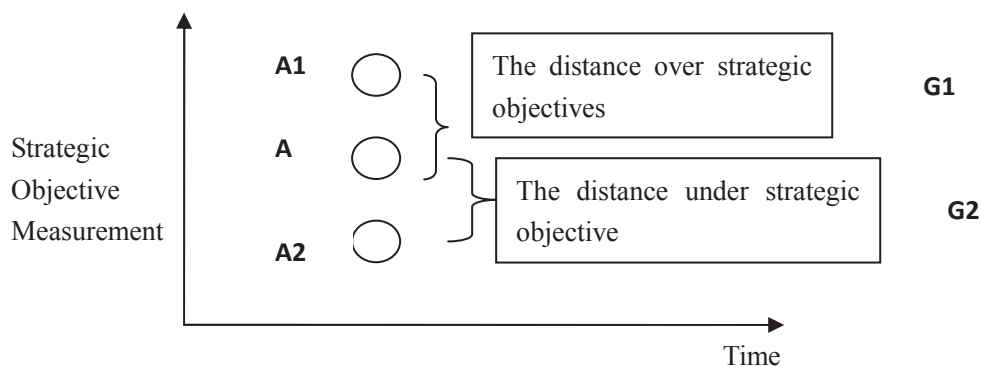 A1
The distance over strategic
objectives
G1
Strategic
Objective
Measurement
A
The distance under strategic
objective
G2
A2
Time